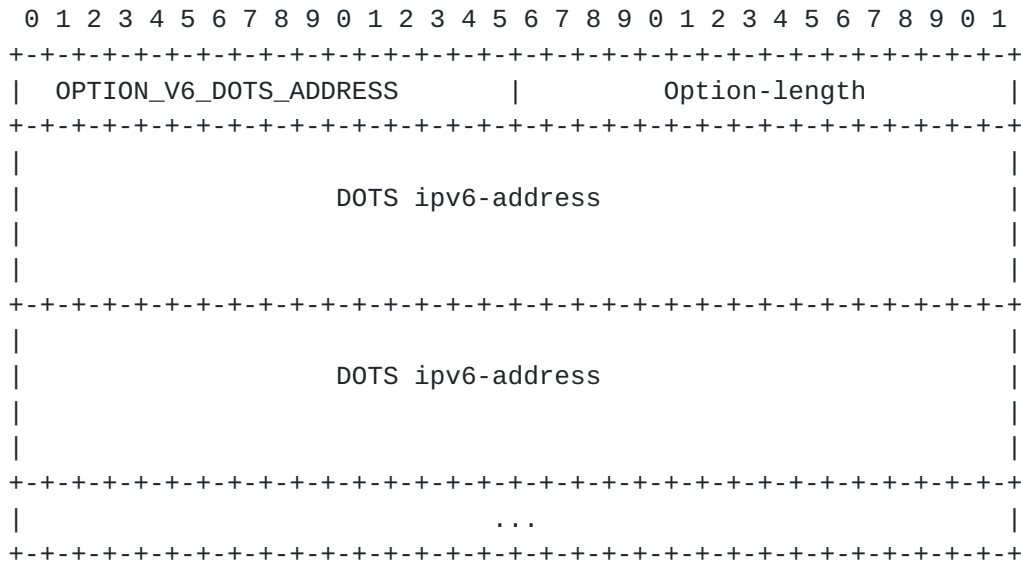 0 1 2 3 4 5 6 7 8 9 0 1 2 3 4 5 6 7 8 9 0 1 2 3 4 5 6 7 8 9 0 1
+-+-+-+-+-+-+-+-+-+-+-+-+-+-+-+-+-+-+-+-+-+-+-+-+-+-+-+-+-+-+-+-+
|  OPTION_V6_DOTS_ADDRESS       |         Option-length         |
+-+-+-+-+-+-+-+-+-+-+-+-+-+-+-+-+-+-+-+-+-+-+-+-+-+-+-+-+-+-+-+-+
|                                                               |
|                    DOTS ipv6-address                          |
|                                                               |
|                                                               |
+-+-+-+-+-+-+-+-+-+-+-+-+-+-+-+-+-+-+-+-+-+-+-+-+-+-+-+-+-+-+-+-+
|                                                               |
|                    DOTS ipv6-address                          |
|                                                               |
|                                                               |
+-+-+-+-+-+-+-+-+-+-+-+-+-+-+-+-+-+-+-+-+-+-+-+-+-+-+-+-+-+-+-+-+
|                              ...                              |
+-+-+-+-+-+-+-+-+-+-+-+-+-+-+-+-+-+-+-+-+-+-+-+-+-+-+-+-+-+-+-+-+